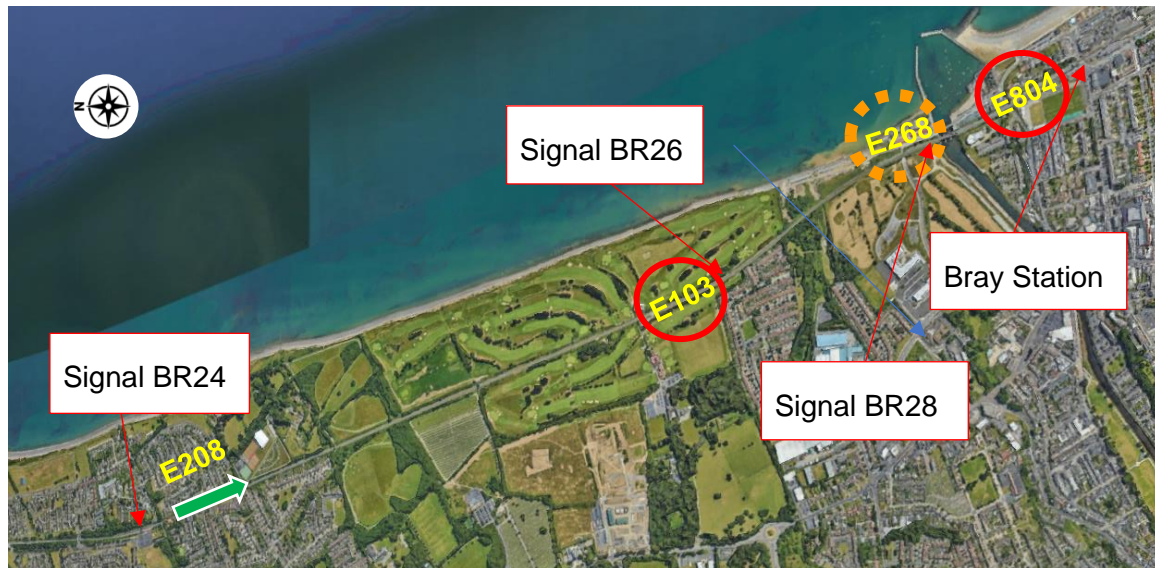 N
E804
E268
Signal BR26
Bray Station
E103
Signal BR24
Signal BR28
E208